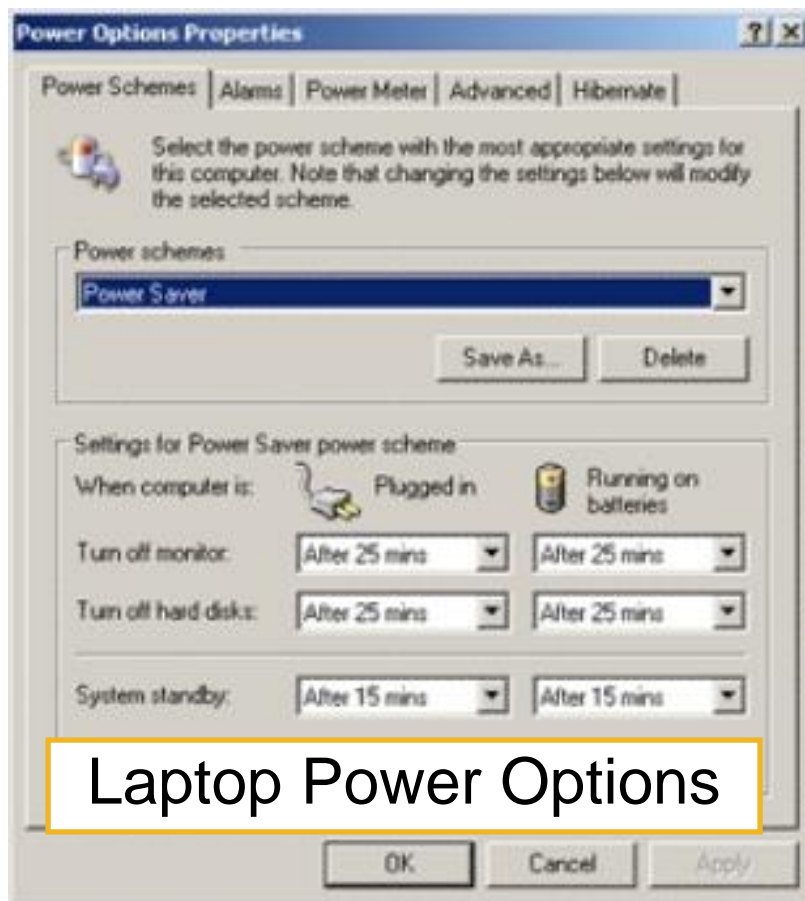 Power Options Properties ? X
Power Schemes Alarms Power Meter Advanced Hibernate
Select the power scheme with the most appropriate settings for
this computer. Note that changing the settings below will modify
the selected scheme.
Power schemes
Power Saver
Save As... Delete
Settings for Power Saver power scheme
When computer is: Plugged in Running on
batteries
Turn off monitor: After 25 mins After 25 mins
Turn off hard disks: After 25 mins After 25 mins
System standby: After 15 mins After 15 mins
Laptop Power Options
OK Cancel Apply